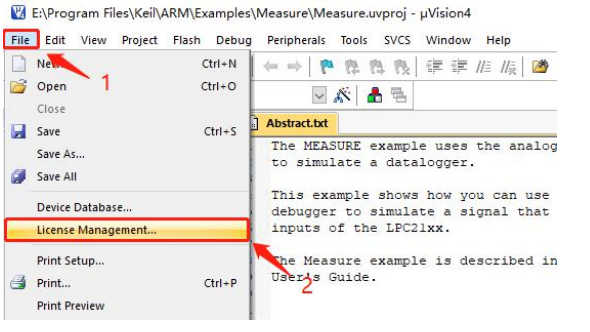 E:\Program Files\Keil\ARM\Examples\Measure\Measure.uvproj - µVision4
File Edit View Project Flash Debug Peripherals Tools SVCS Window Help
Ctrl+N
1
Open Ctrl+O
Close
Save Ctrl+S
Abstract.txt
Save As...
Save All
Device Database...
License Management...
Print Setup...
Print... Ctrl+P
Print Preview
The MEASURE example uses the analog
to simulate a datalogger.
This example shows how you can use
debugger to simulate a signal that
inputs of the LPC21xx.
The Measure example is described in
User's Guide.
2